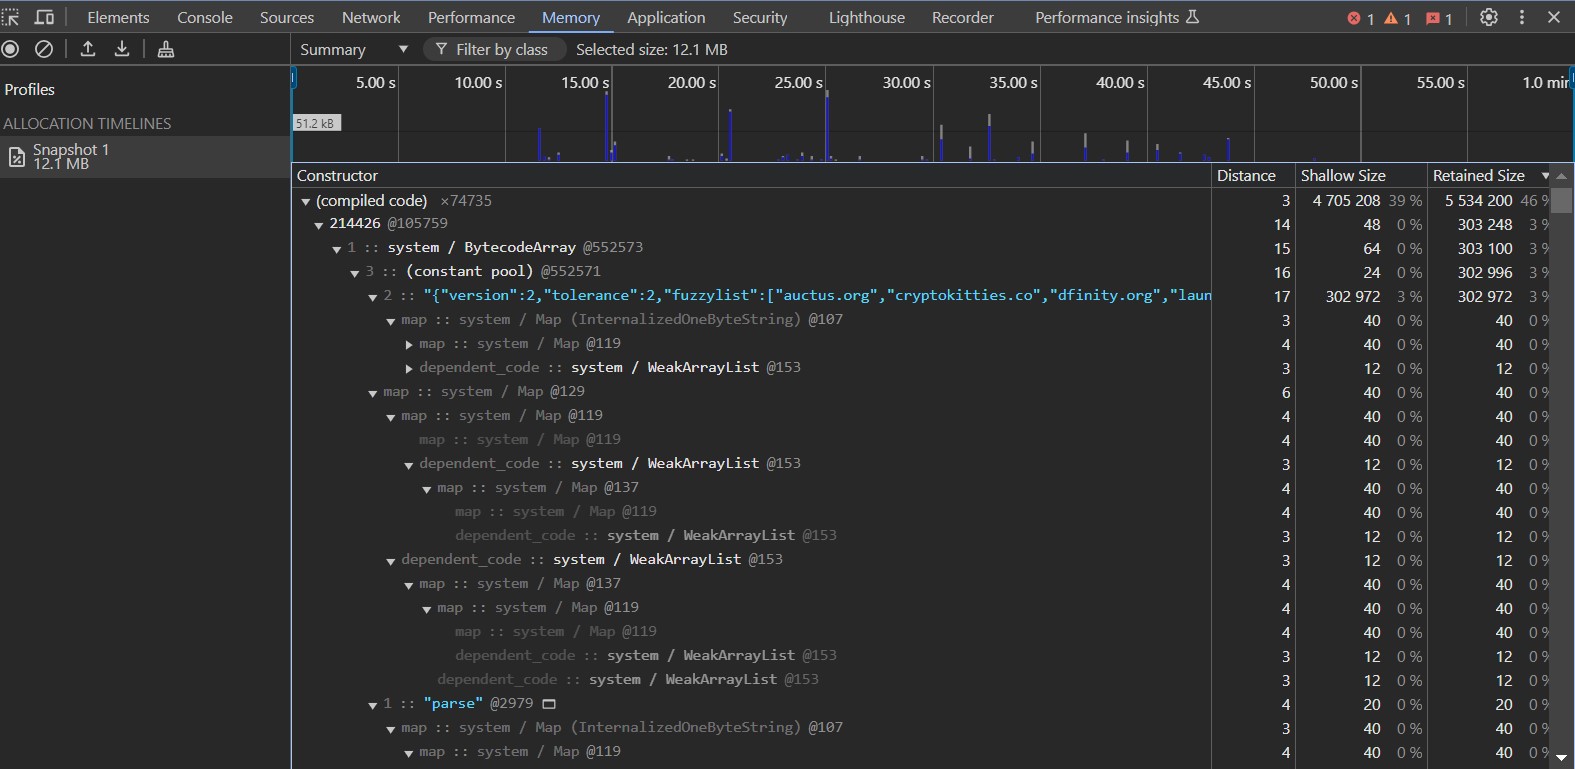 Elements Console Sources Network Performance Memory Application Security Lighthouse Recorder Performance insights 1 1 1
Summary Filter by class Selected size: 12.1 MB
Profiles
ALLOCATION TIMELINES
Snapshot 1
12.1 MB
5.00 s 10.00 s 15.00 s 20.00 s 25.00 s 30.00 s 35.00 s 40.00 s 45.00 s 50.00 s 55.00 s 1.0 min
51.2 kB
Constructor Distance Shallow Size Retained Size
(compiled code) ×74735 3 4 705 208 39 % 5 534 200 46 %
214426 @105759 14 48 0 % 303 248 3 %
1 :: system / BytecodeArray @552573 15 64 0 % 303 100 3 %
3 :: (constant pool) @552571 16 24 0 % 302 996 3 %
2 :: "{"version":2,"tolerance":2,"fuzzylist":["auctus.org","cryptokitties.co","dfinity.org","laun 17 302 972 3 % 302 972 3 %
map :: system / Map (InternalizedOneByteString) @107 3 40 0 % 40 0 %
map :: system / Map @119 4 40 0 % 40 0 %
dependent_code :: system / WeakArrayList @153 3 12 0 % 12 0 %
map :: system / Map @129 6 40 0 % 40 0 %
map :: system / Map @119 4 40 0 % 40 0 %
map :: system / Map @119 4 40 0 % 40 0 %
dependent_code :: system / WeakArrayList @153 3 12 0 % 12 0 %
map :: system / Map @137 4 40 0 % 40 0 %
map :: system / Map @119 4 40 0 % 40 0 %
dependent_code :: system / WeakArrayList @153 3 12 0 % 12 0 %
dependent_code :: system / WeakArrayList @153 3 12 0 % 12 0 %
map :: system / Map @137 4 40 0 % 40 0 %
map :: system / Map @119 4 40 0 % 40 0 %
map :: system / Map @119 4 40 0 % 40 0 %
dependent_code :: system / WeakArrayList @153 3 12 0 % 12 0 %
dependent_code :: system / WeakArrayList @153 3 12 0 % 12 0 %
1 :: "parse" @2979 4 20 0 % 20 0 %
map :: system / Map (InternalizedOneByteString) @107 3 40 0 % 40 0 %
map :: system / Map @119 4 40 0 % 40 0 %